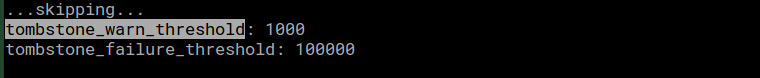 ...skipping...
tombstone_warn_threshold: 1000
tombstone_failure_threshold: 100000